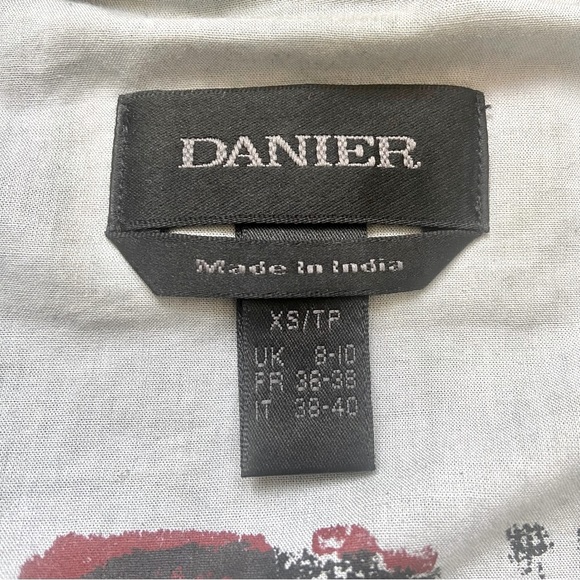 DANIER
Made in India
XS/TP
UK 8-10
FR 36-38
IT 38-40